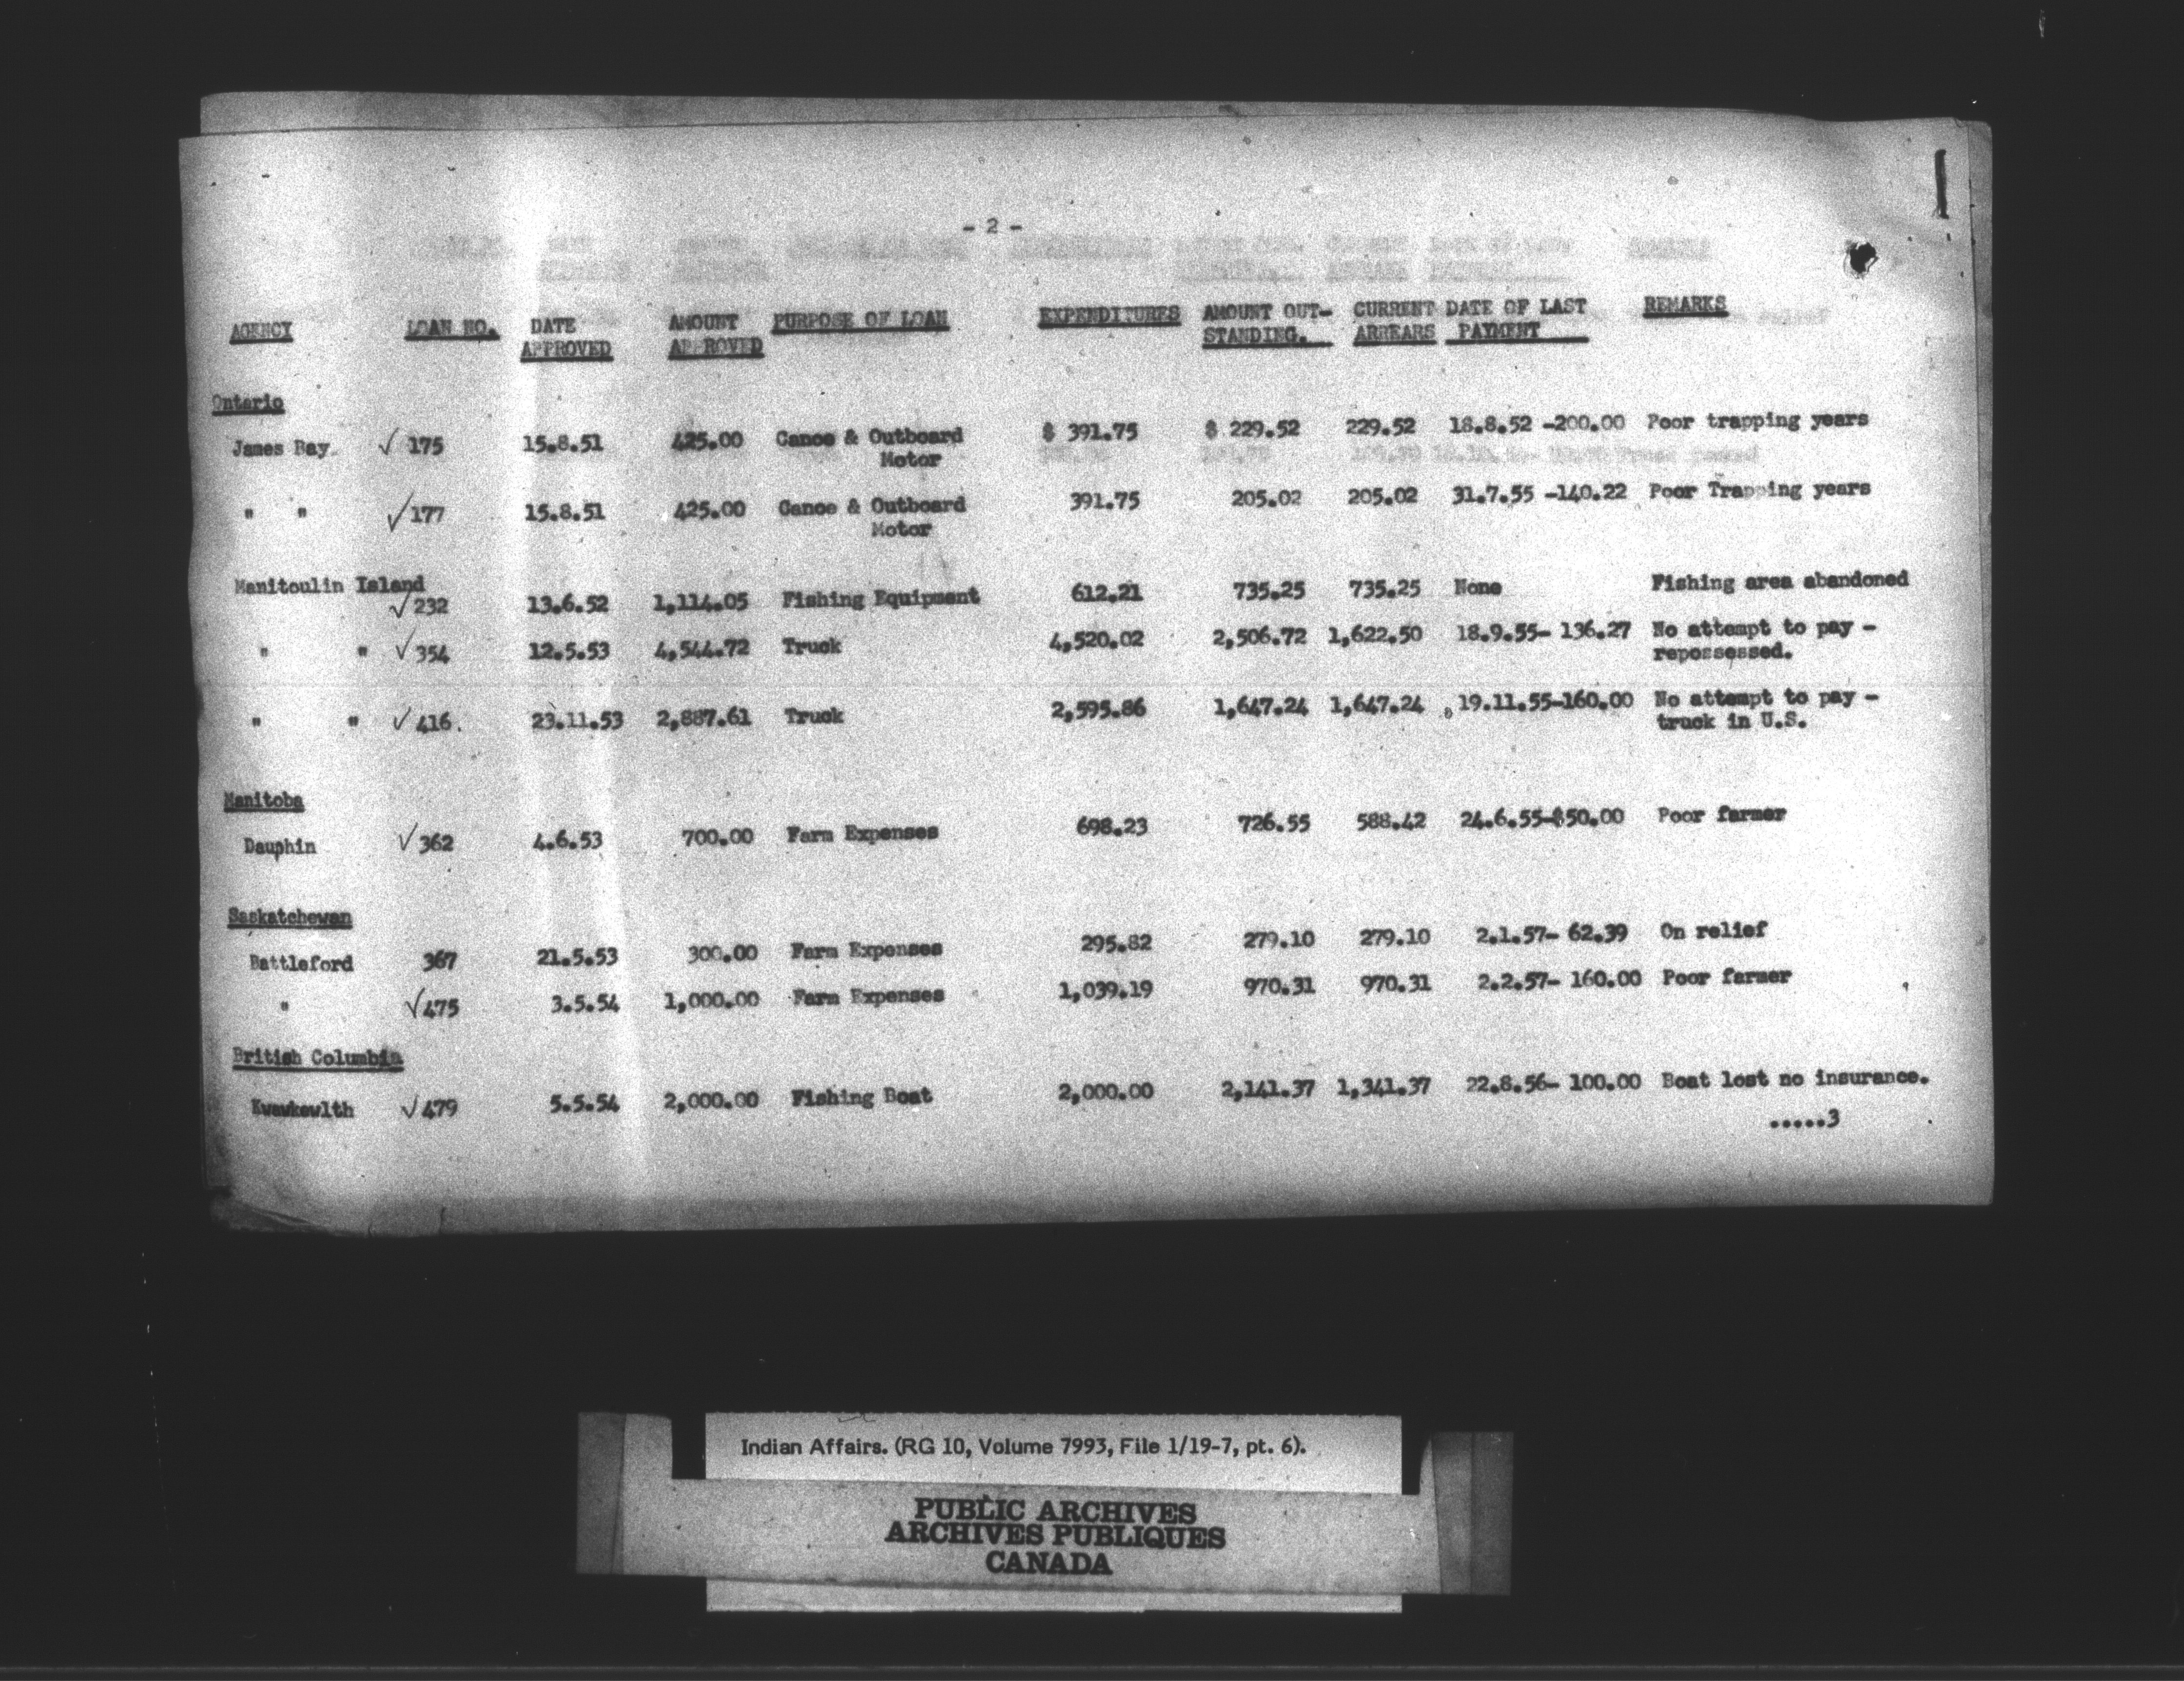 - 2 -
AGENCY LOAN NO. DATE AMOUNT PURPOSE OF LOAN EXPENDITURES AMOUNT OUT- CURRENT DATE OF LAST REMARKS
APPROVED APPROVED STANDING. ARREARS PAYMENT
Ontario
James Bay ✓ 175 15.8.51 425.00 Canoe & Outboard $ 391.75 $ 229.52 229.52 18.8.52 -200.00 Poor trapping years
Motor
" " ✓ 177 15.8.51 425.00 Canoe & Outboard 391.75 205.02 205.02 31.7.55 -140.22 Poor Trapping years
Motor
Manitoulin Island
✓ 232 13.6.52 1,114.05 Fishing Equipment 612.21 735.25 735.25 None Fishing area abandoned
" " ✓ 354 12.5.53 4,544.72 Truck 4,520.02 2,506.72 1,622.50 18.9.55- 136.27 No attempt to pay -
repossessed.
" " ✓ 416. 23.11.53 2,887.61 Truck 2,595.86 1,647.24 1,647.24 19.11.55-160.00 No attempt to pay -
truck in U.S.
Manitoba
Dauphin ✓ 362 4.6.53 700.00 Farm Expenses 698.23 726.55 588.42 24.6.55-$50.00 Poor farmer
Saskatchewan
Battleford 367 21.5.53 300.00 Farm Expenses 295.82 279.10 279.10 2.1.57- 62.39 On relief
" ✓ 475 3.5.54 1,000.00 Farm Expenses 1,039.19 970.31 970.31 2.2.57- 160.00 Poor farmer
British Columbia
Kwawkewlth ✓ 479 5.5.54 2,000.00 Fishing Boat 2,000.00 2,141.37 1,341.37 22.8.56- 100.00 Boat lost no insurance.
.....3
Indian Affairs. (RG 10, Volume 7993, File 1/19-7, pt. 6).
PUBLIC ARCHIVES
ARCHIVES PUBLIQUES
CANADA